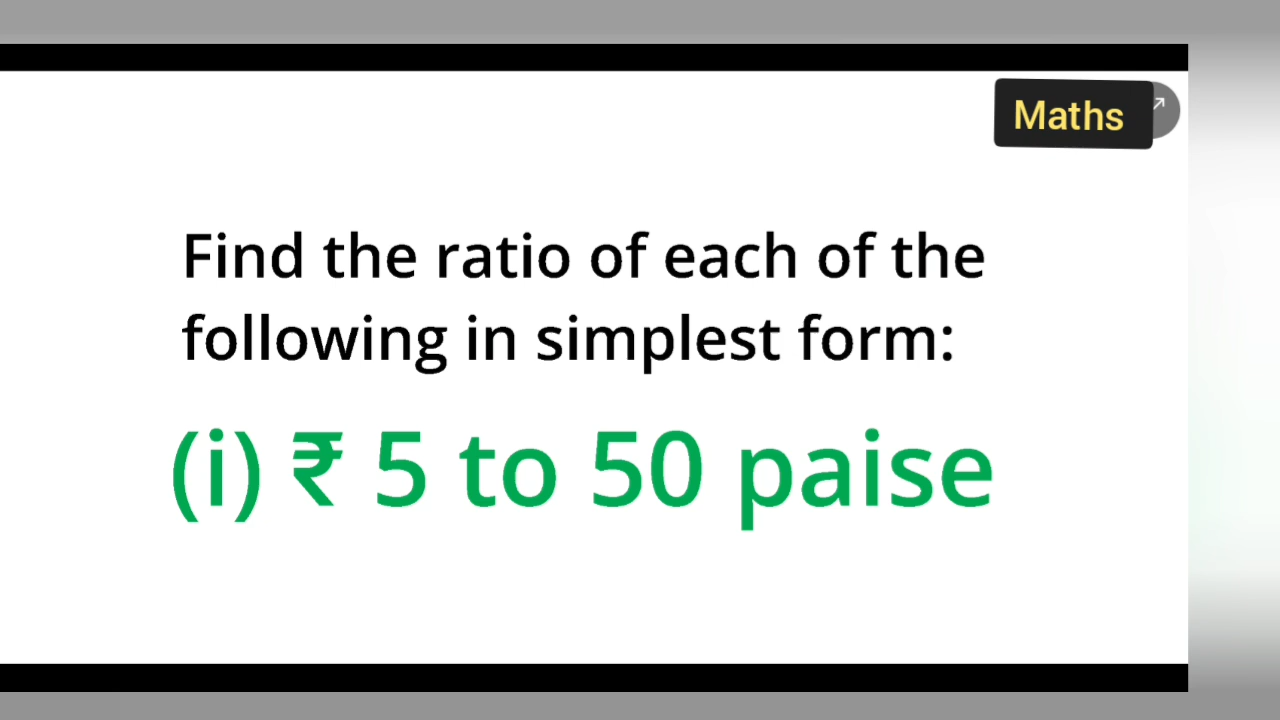 Maths
Find the ratio of each of the
following in simplest form:
(i) ₹ 5 to 50 paise